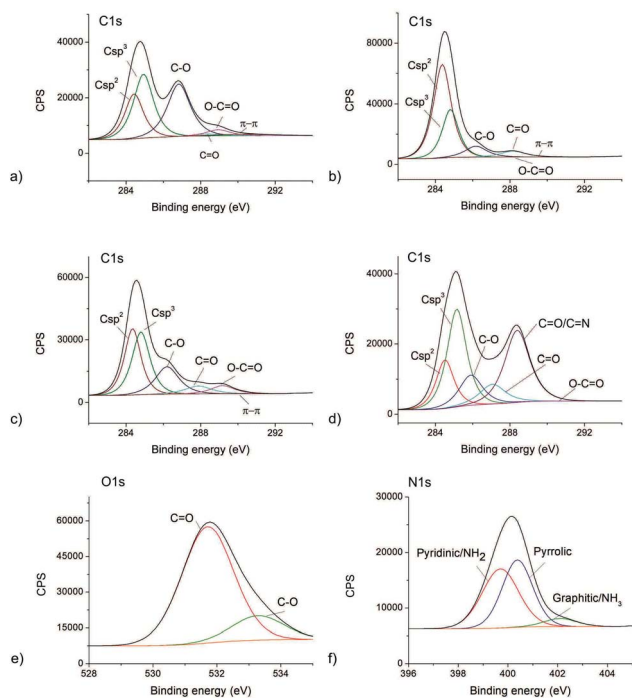 C1s
Csp3
Csp2
C-O
O-C=O
π–π
C=O
40000
20000
0
CPS
284
288
292
Binding energy (eV)
a)
C1s
Csp2
Csp3
C-O
C=O
π–π
O-C=O
80000
40000
0
CPS
284
288
292
Binding energy (eV)
b)
C1s
Csp2
Csp3
C-O
C=O
O-C=O
π–π
60000
30000
0
CPS
284
288
292
Binding energy (eV)
c)
C1s
Csp3
Csp2
C-O
C=O/C=N
C=O
O-C=O
40000
20000
0
CPS
284
288
292
Binding energy (eV)
d)
O1s
C=O
C-O
60000
45000
30000
15000
0
CPS
528
530
532
534
Binding energy (eV)
e)
N1s
Pyridinic/NH2
Pyrrolic
Graphitic/NH3
30000
20000
10000
0
CPS
396
398
400
402
404
Binding energy (eV)
f)